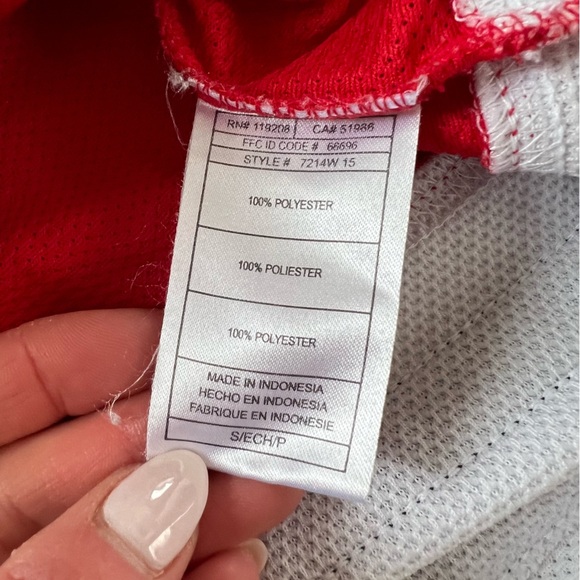 RN# 119208 CA# 51986
FFC ID CODE # 66696
STYLE # 7214W 15
100% POLYESTER
100% POLIESTER
100% POLYESTER
MADE IN INDONESIA
HECHO EN INDONESIA
FABRIQUE EN INDONESIE
S/ECH/P